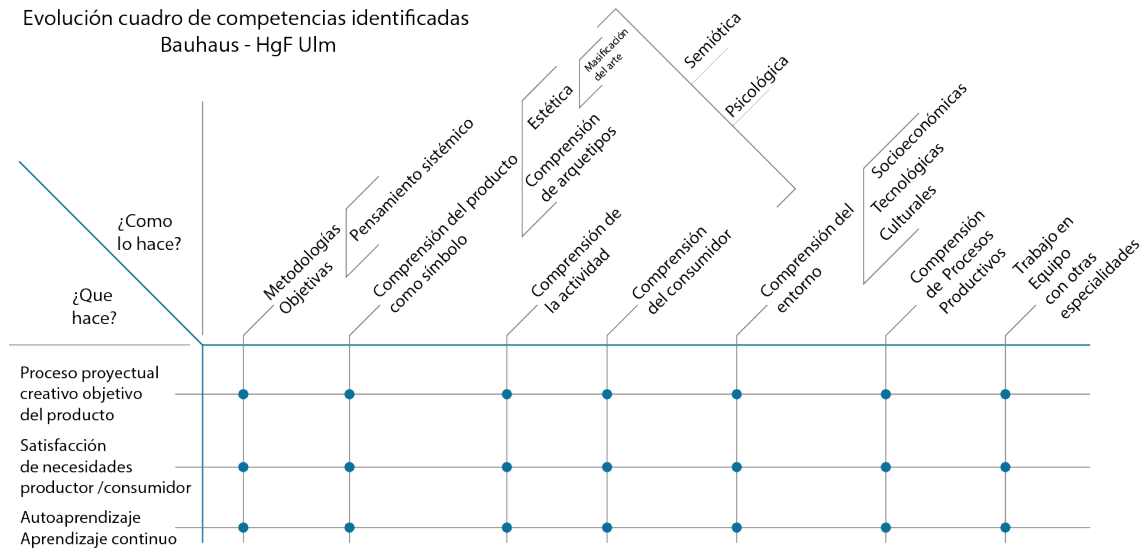 Evolución cuadro de competencias identificadas
Bauhaus - HgF Ulm
¿Como
lo hace?
¿Que
hace?
Metodologías
Objetivas
Pensamiento sistémico
Comprensión del producto
como símbolo
Estética
Masificación
del arte
Comprensión
de arquetipos
Semiótica
Psicológica
Comprensión de
la actividad
Comprensión
del consumidor
Comprensión del
entorno
Socioeconómicas
Tecnológicas
Culturales
Comprensión
de Procesos
Productivos
Trabajo en
Equipo
con otras
especialidades
Proceso proyectual
creativo objetivo
del producto
Satisfacción
de necesidades
productor /consumidor
Autoaprendizaje
Aprendizaje continuo